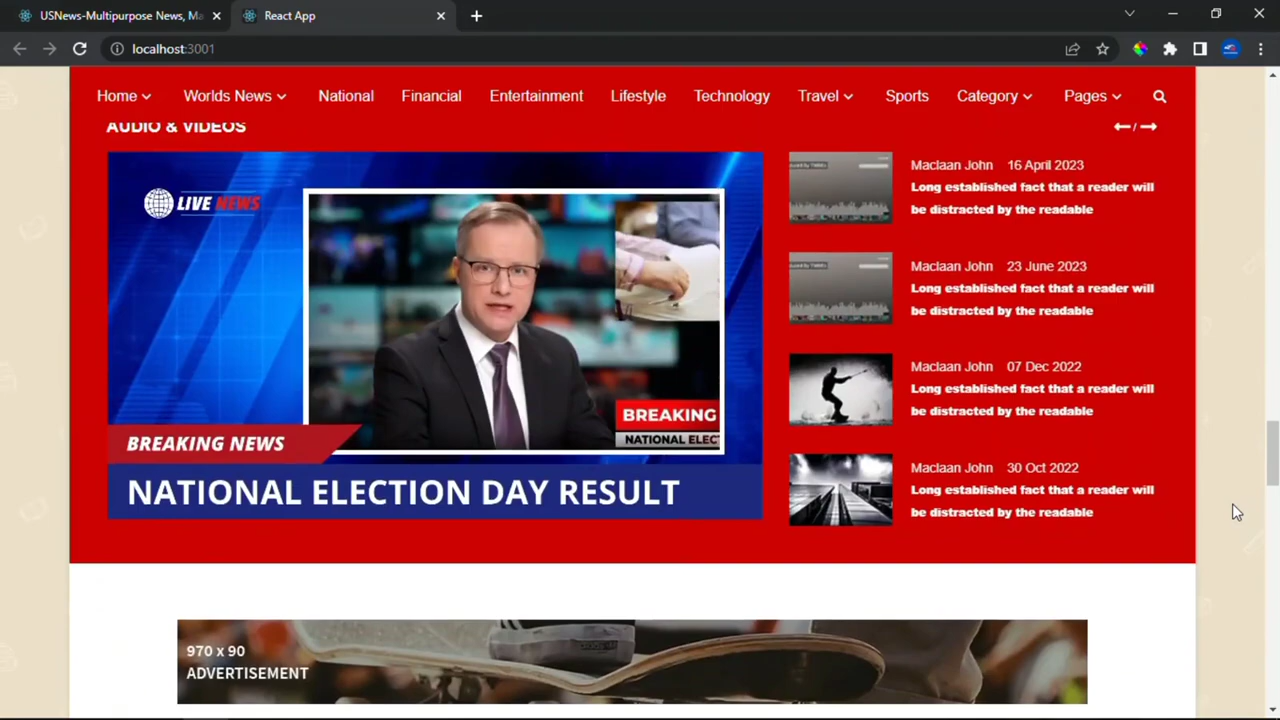 USNews-Multipurpose News, Ma
React App
localhost:3001
Home
Worlds News
National
Financial
Entertainment
Lifestyle
Technology
Travel
Sports
Category
Pages
AUDIO & VIDEOS
/
LIVE NEWS
BREAKING
NATIONAL ELEC
BREAKING NEWS
NATIONAL ELECTION DAY RESULT
Maclaan John 16 April 2023
Long established fact that a reader will
be distracted by the readable
Maclaan John 23 June 2023
Long established fact that a reader will
be distracted by the readable
Maclaan John 07 Dec 2022
Long established fact that a reader will
be distracted by the readable
Maclaan John 30 Oct 2022
Long established fact that a reader will
be distracted by the readable
970 x 90
ADVERTISEMENT